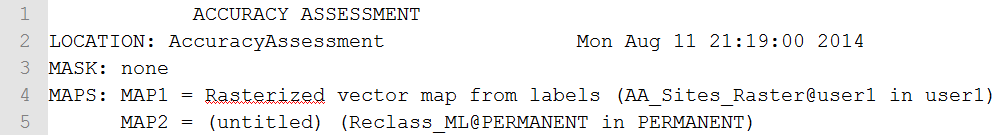 1 ACCURACY ASSESSMENT
2 LOCATION: AccuracyAssessment Mon Aug 11 21:19:00 2014
3 MASK: none
4 MAPS: MAP1 = Rasterized vector map from labels (AA_Sites_Raster@user1 in user1)
5 MAP2 = (untitled) (Reclass_ML@PERMANENT in PERMANENT)